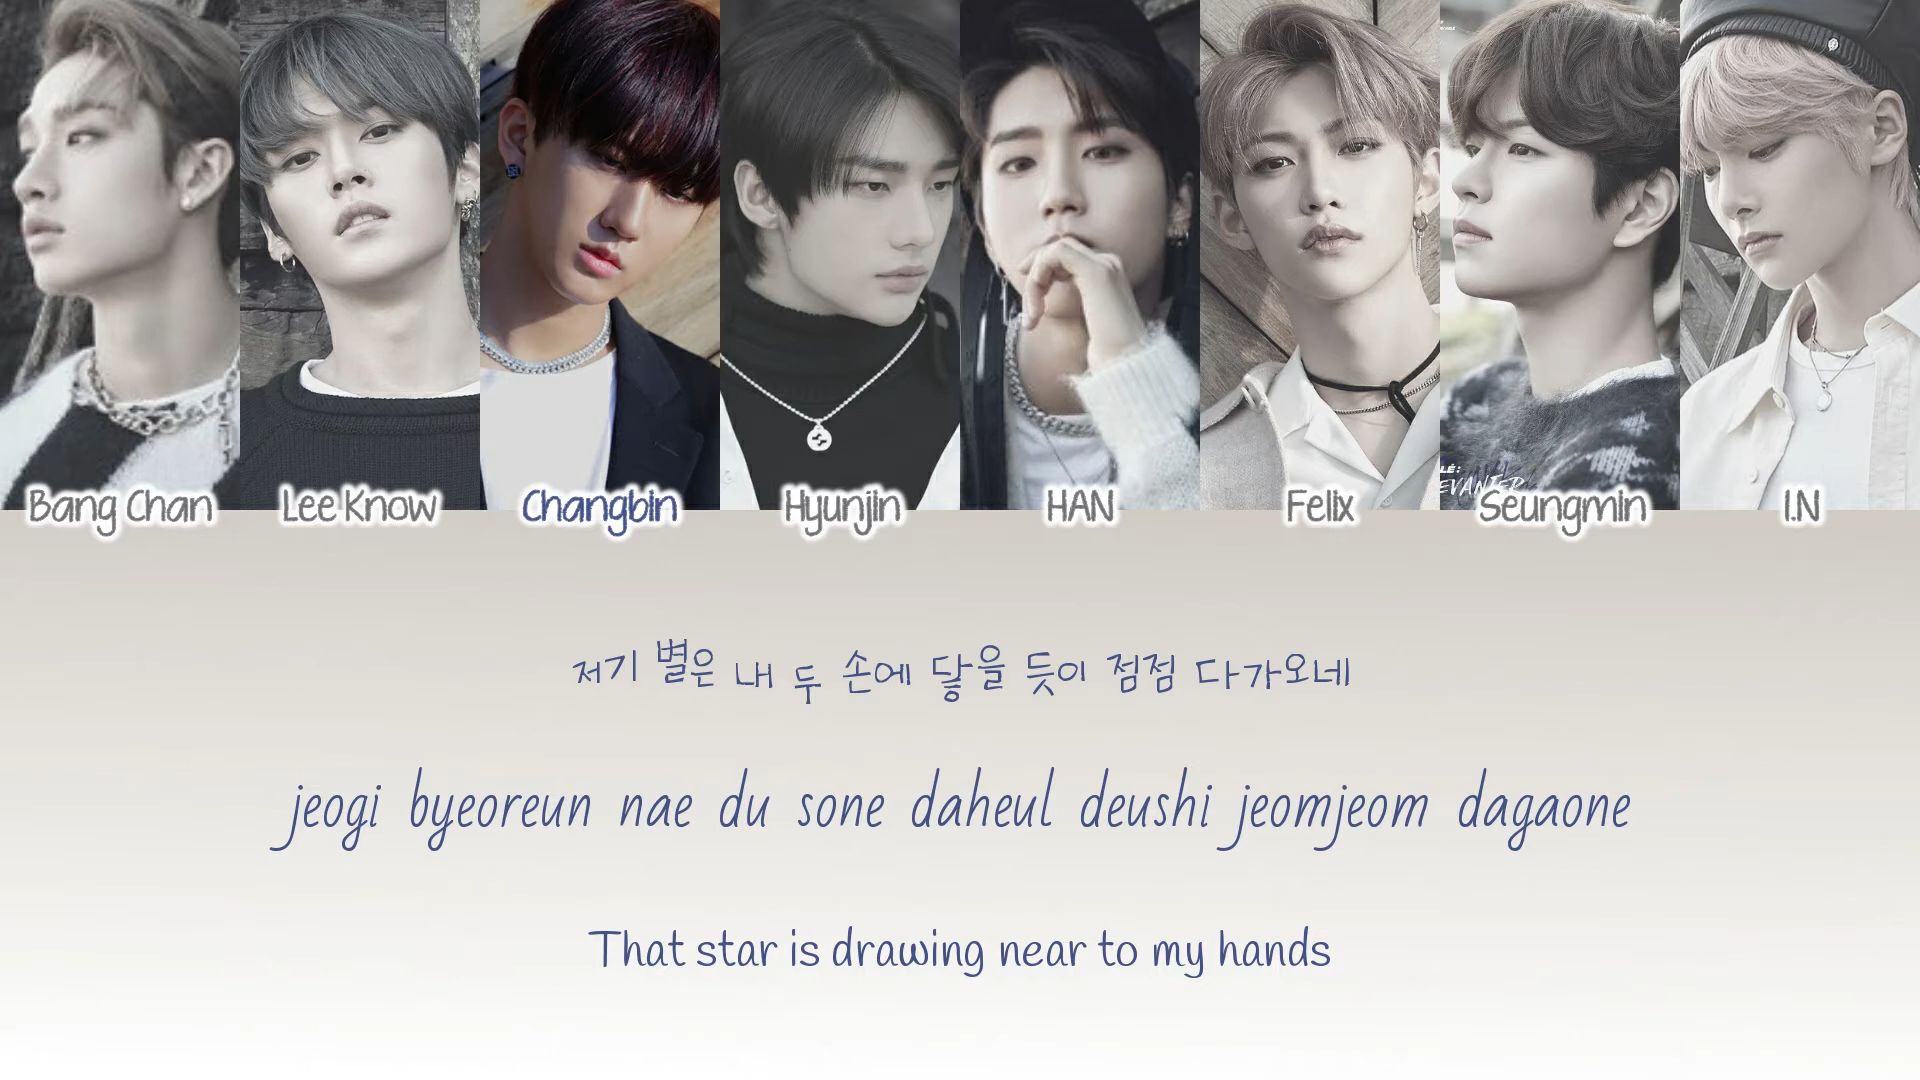 Bang Chan
Lee Know
Changbin
Hyunjin
HAN
Felix
Seungmin
I.N
LÉ:
EVANTER
저기 별은 내 두 손에 닿을 듯이 점점 다가오네
jeogi byeoreun nae du sone daheul deushi jeomjeom dagaone
That star is drawing near to my hands